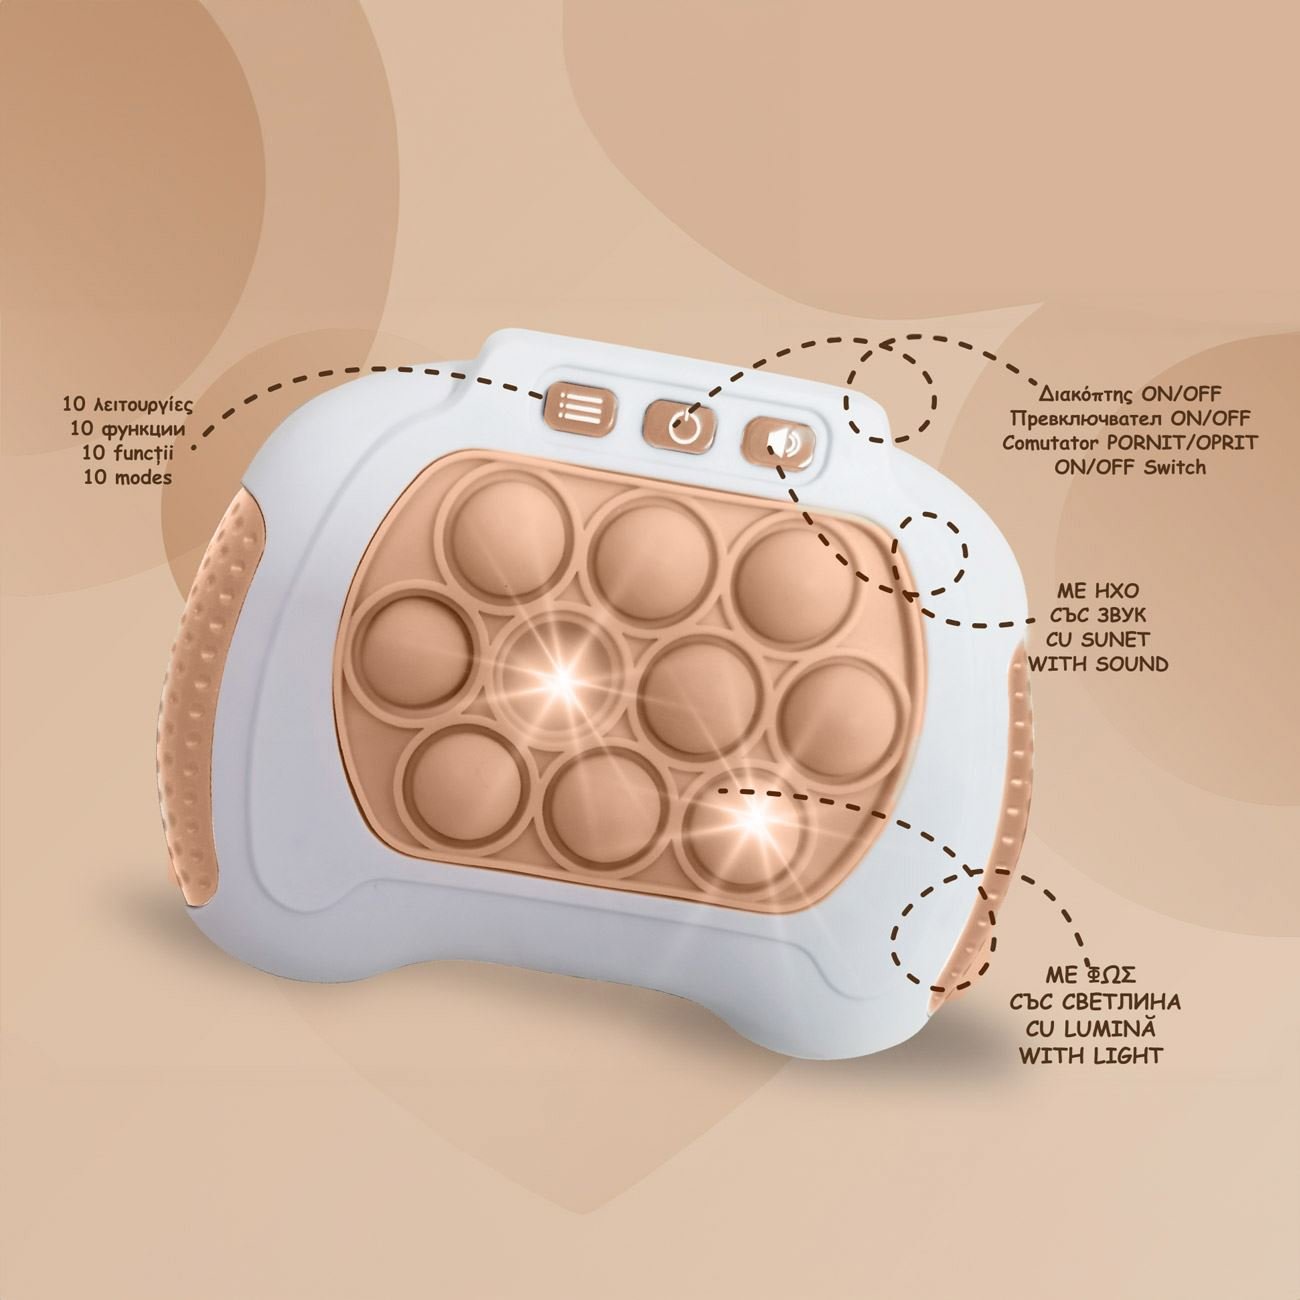 10 λειτουργίες
10 функции
10 funcții
10 modes
Διακόπτης ON/OFF
Превключвател ON/OFF
Comutator PORNIT/OPRIT
ON/OFF Switch
ΜΕ ΗΧΟ
СЪС ЗВУК
CU SUNET
WITH SOUND
ΜΕ ΦΩΣ
СЪС СВЕТЛИНА
CU LUMINĂ
WITH LIGHT